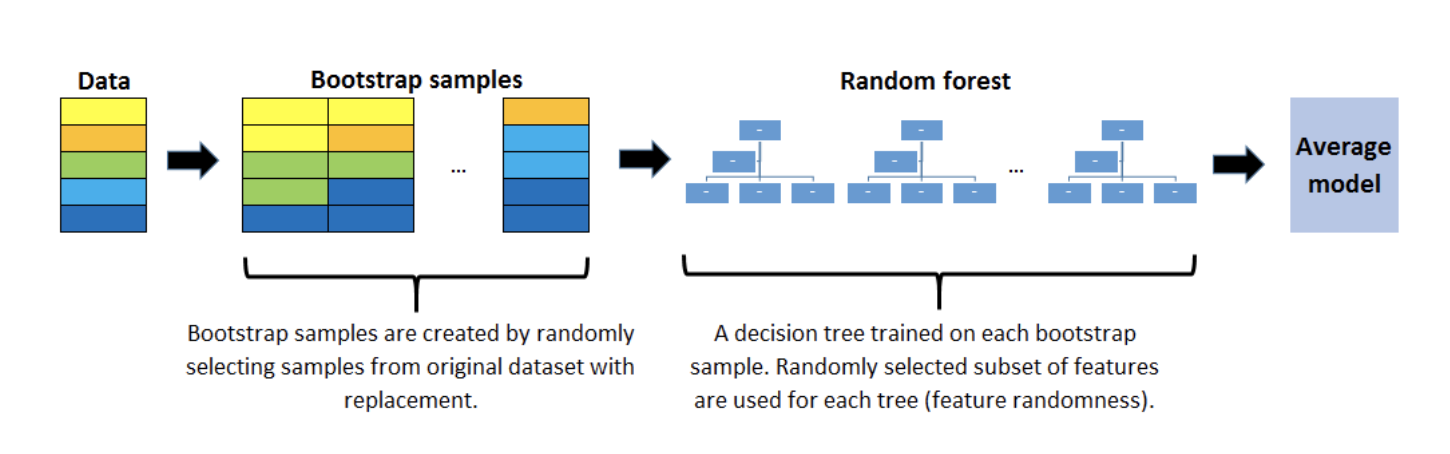 Data
Bootstrap samples
Random forest
...
...
Average
model
Bootstrap samples are created by randomly
selecting samples from original dataset with
replacement.
A decision tree trained on each bootstrap
sample. Randomly selected subset of features
are used for each tree (feature randomness).